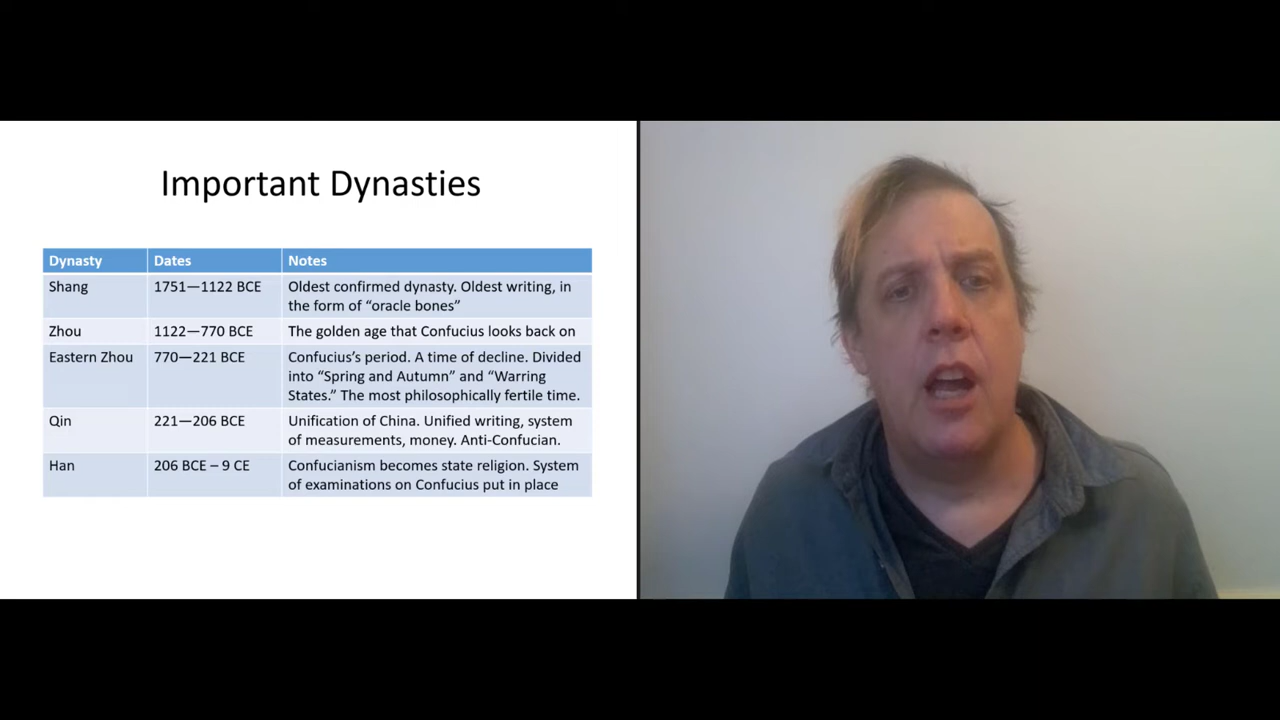 Important Dynasties
Dynasty Dates Notes
Shang 1751—1122 BCE Oldest confirmed dynasty. Oldest writing, in
the form of “oracle bones”
Zhou 1122—770 BCE The golden age that Confucius looks back on
Eastern Zhou 770—221 BCE Confucius’s period. A time of decline. Divided
into “Spring and Autumn” and “Warring
States.” The most philosophically fertile time.
Qin 221—206 BCE Unification of China. Unified writing, system
of measurements, money. Anti-Confucian.
Han 206 BCE – 9 CE Confucianism becomes state religion. System
of examinations on Confucius put in place